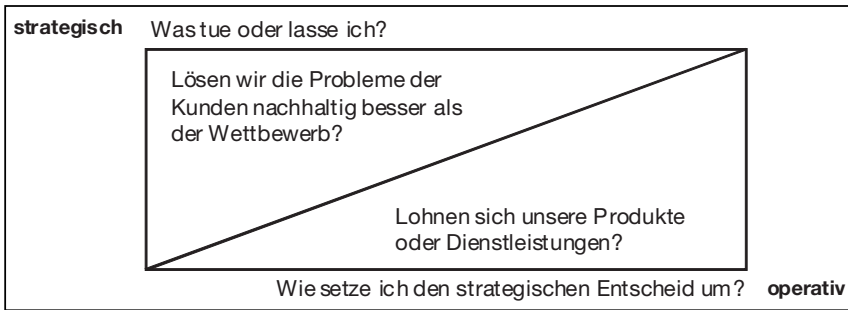 strategisch Was tue oder lasse ich?
Lösen wir die Probleme der
Kunden nachhaltig besser als
der Wettbewerb?
Lohnen sich unsere Produkte
oder Dienstleistungen?
Wie setze ich den strategischen Entscheid um? operativ